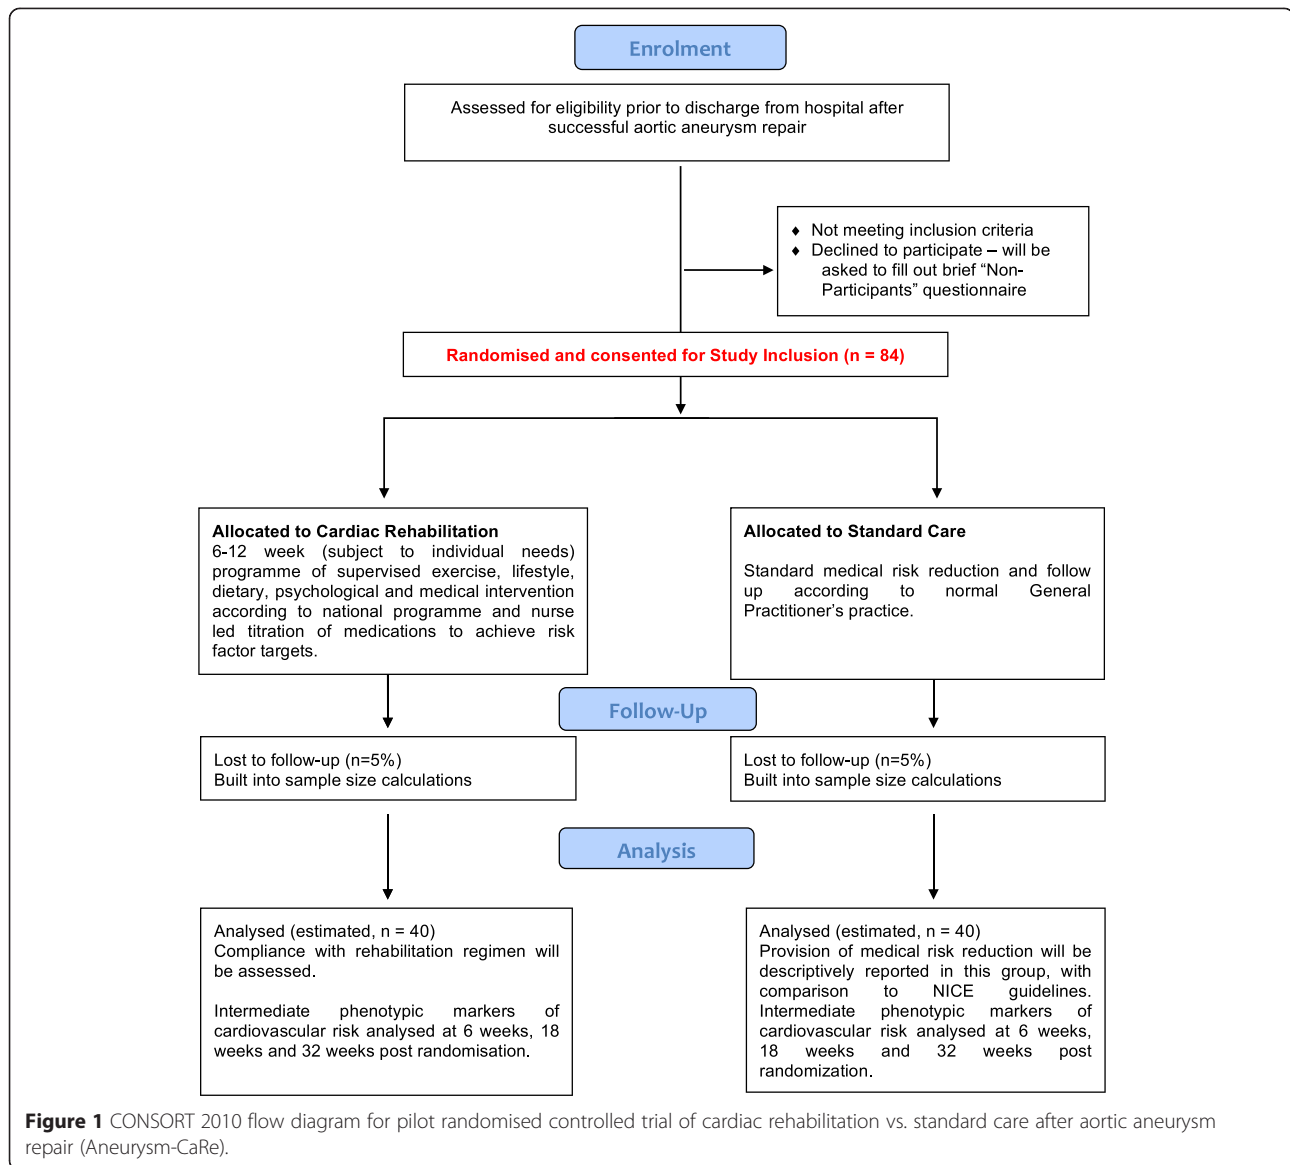 Enrolment
Assessed for eligibility prior to discharge from hospital after
successful aortic aneurysm repair
♦ Not meeting inclusion criteria
♦ Declined to participate – will be
asked to fill out brief “Non-
Participants” questionnaire
Randomised and consented for Study Inclusion (n = 84)
Allocated to Cardiac Rehabilitation
6-12 week (subject to individual needs)
programme of supervised exercise, lifestyle,
dietary, psychological and medical intervention
according to national programme and nurse
led titration of medications to achieve risk
factor targets.
Allocated to Standard Care
Standard medical risk reduction and follow
up according to normal General
Practitioner’s practice.
Follow-Up
Lost to follow-up (n=5%)
Built into sample size calculations
Lost to follow-up (n=5%)
Built into sample size calculations
Analysis
Analysed (estimated, n = 40)
Compliance with rehabilitation regimen will
be assessed.
Intermediate phenotypic markers of
cardiovascular risk analysed at 6 weeks, 18
weeks and 32 weeks post randomisation.
Analysed (estimated, n = 40)
Provision of medical risk reduction will be
descriptively reported in this group, with
comparison to NICE guidelines.
Intermediate phenotypic markers of
cardiovascular risk analysed at 6 weeks,
18 weeks and 32 weeks post
randomization.
Figure 1 CONSORT 2010 flow diagram for pilot randomised controlled trial of cardiac rehabilitation vs. standard care after aortic aneurysm
repair (Aneurysm-CaRe).